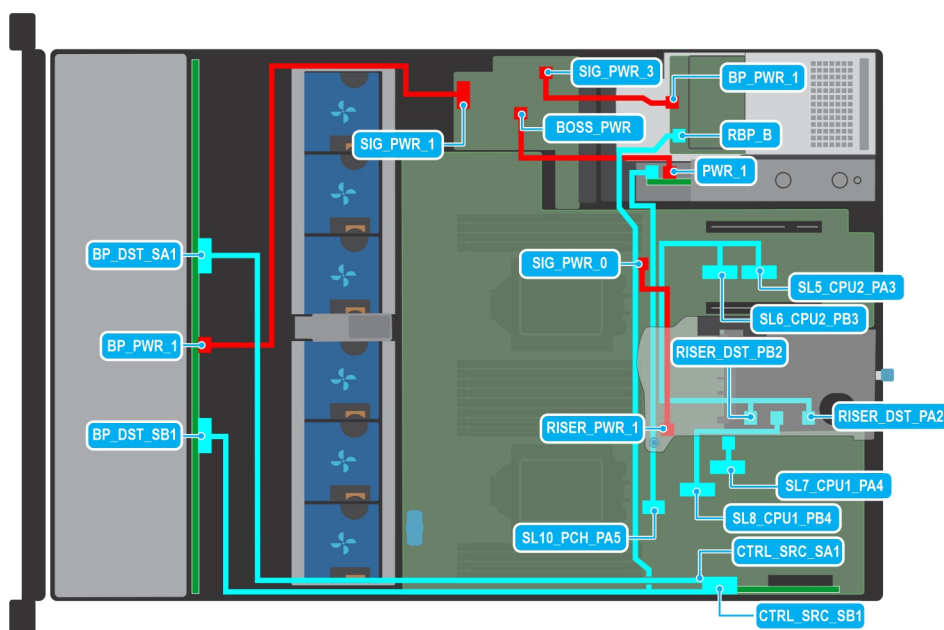 SIG_PWR_3
BP_PWR_1
BOSS_PWR
RBP_B
SIG_PWR_1
PWR_1
BP_DST_SA1
SIG_PWR_0
SL5_CPU2_PA3
SL6_CPU2_PB3
BP_PWR_1
RISER_DST_PB2
RISER_DST_PA2
BP_DST_SB1
RISER_PWR_1
SL7_CPU1_PA4
SL8_CPU1_PB4
SL10_PCH_PA5
CTRL_SRC_SA1
CTRL_SRC_SB1